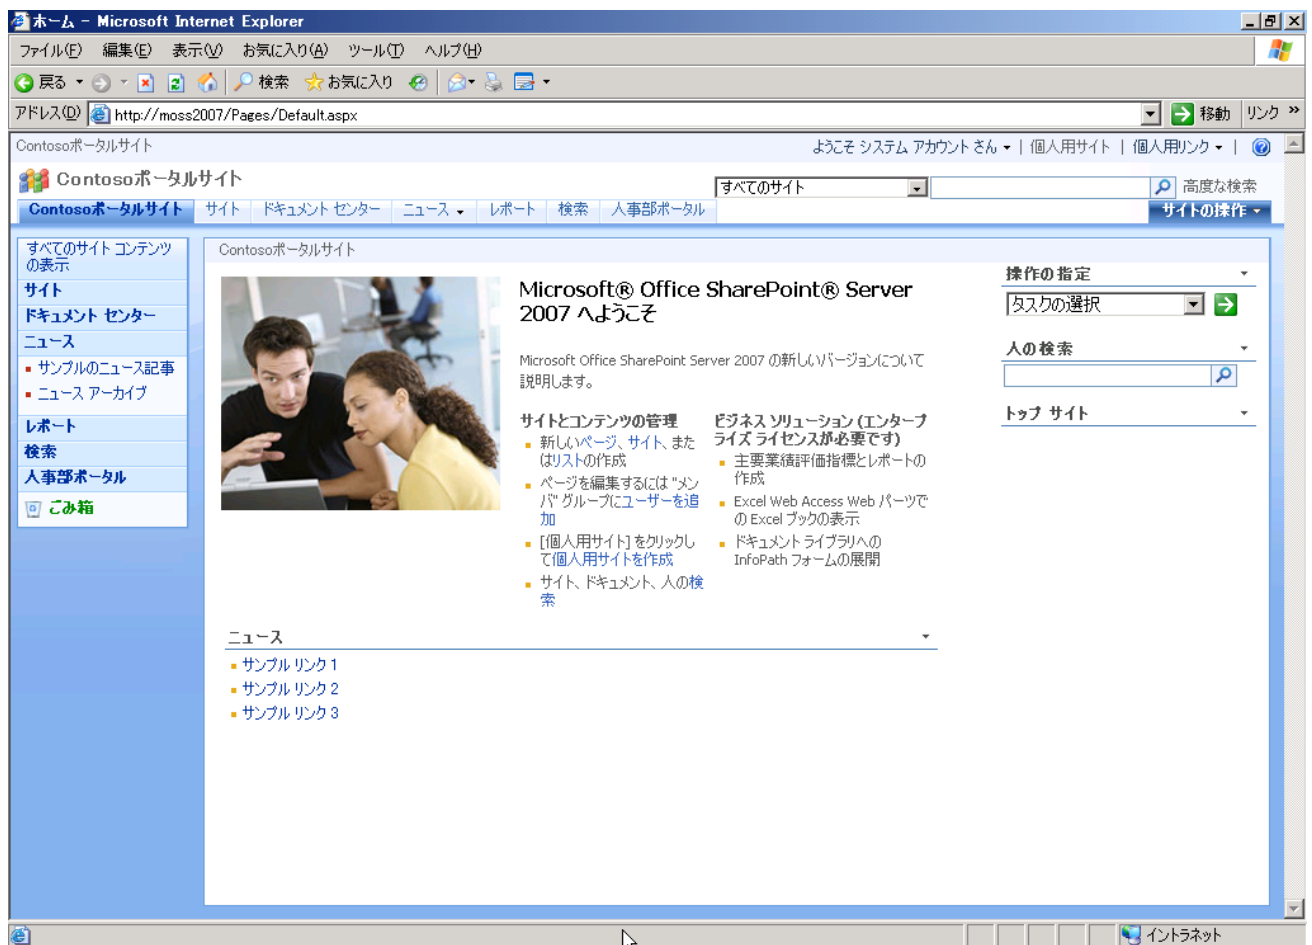 ホーム - Microsoft Internet Explorer
ファイル(F) 編集(E) 表示(V) お気に入り(A) ツール(T) ヘルプ(H)
戻る 検索 お気に入り
アドレス(D) http://moss2007/Pages/Default.aspx 移動 リンク »
Contosoポータルサイト ようこそ システム アカウント さん | 個人用サイト | 個人用リンク |
Contosoポータルサイト すべてのサイト 高度な検索
Contosoポータルサイト サイト ドキュメント センター ニュース レポート 検索 人事部ポータル サイトの操作
すべてのサイト コンテンツ
の表示
サイト
ドキュメント センター
ニュース
サンプルのニュース記事
ニュース アーカイブ
レポート
検索
人事部ポータル
ごみ箱
Contosoポータルサイト
Microsoft® Office SharePoint® Server
2007 へようこそ
Microsoft Office SharePoint Server 2007 の新しいバージョンについて
説明します。
サイトとコンテンツの管理
新しいページ、サイト、また
はリストの作成
ページを編集するには "メン
バ" グループにユーザーを追
加
[個人用サイト] をクリックし
て個人用サイトを作成
サイト、ドキュメント、人の検
索
ビジネス ソリューション (エンタープ
ライズ ライセンスが必要です)
主要業績評価指標とレポートの
作成
Excel Web Access Web パーツで
の Excel ブックの表示
ドキュメント ライブラリへの
InfoPath フォームの展開
ニュース
サンプル リンク 1
サンプル リンク 2
サンプル リンク 3
操作の指定
タスクの選択
人の検索
トップ サイト
イントラネット